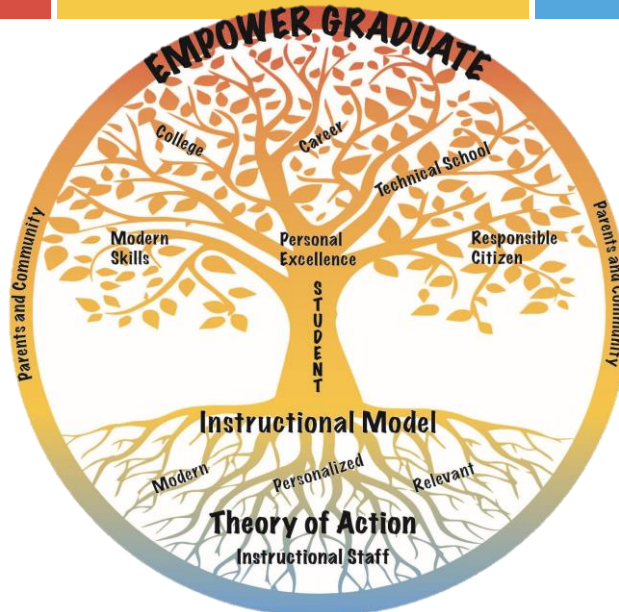 EMPOWER GRADUATE
College
Career
Technical School
Parents and Community
Parents and Community
Modern
Skills
Personal
Excellence
Responsible
Citizen
STUDENT
Instructional Model
Modern
Personalized
Relevant
Theory of Action
Instructional Staff